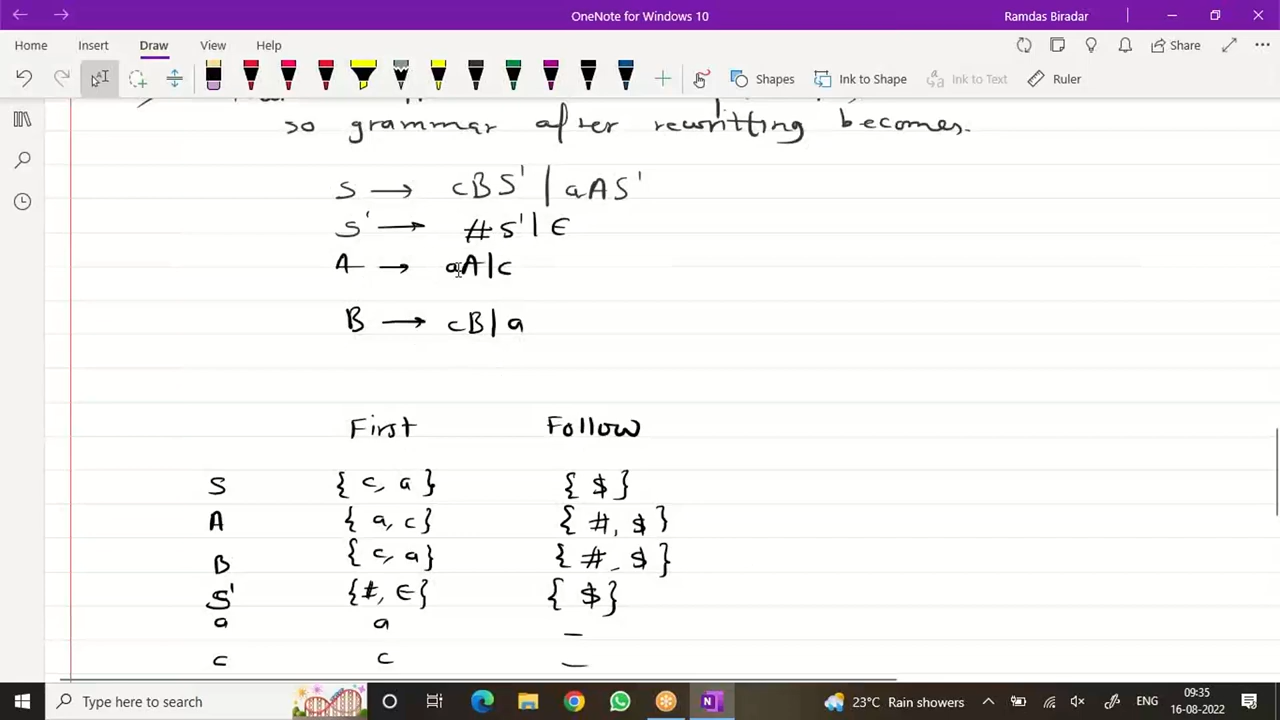 OneNote for Windows 10
Ramdas Biradar
Home Insert Draw View Help
Share
Shapes Ink to Shape Ink to Text Ruler
so grammar after rewritting becomes.
S → cBS' | aAS'
S' → #S' | ∈
A → aA|c
B → cB|a
First Follow
S { c, a } { $ }
A { a, c } { #, $ }
B { c, a } { #, $ }
S' { #, ∈ } { $ }
a a –
c c –
Type here to search
23°C Rain showers
ENG
09:35
16-08-2022